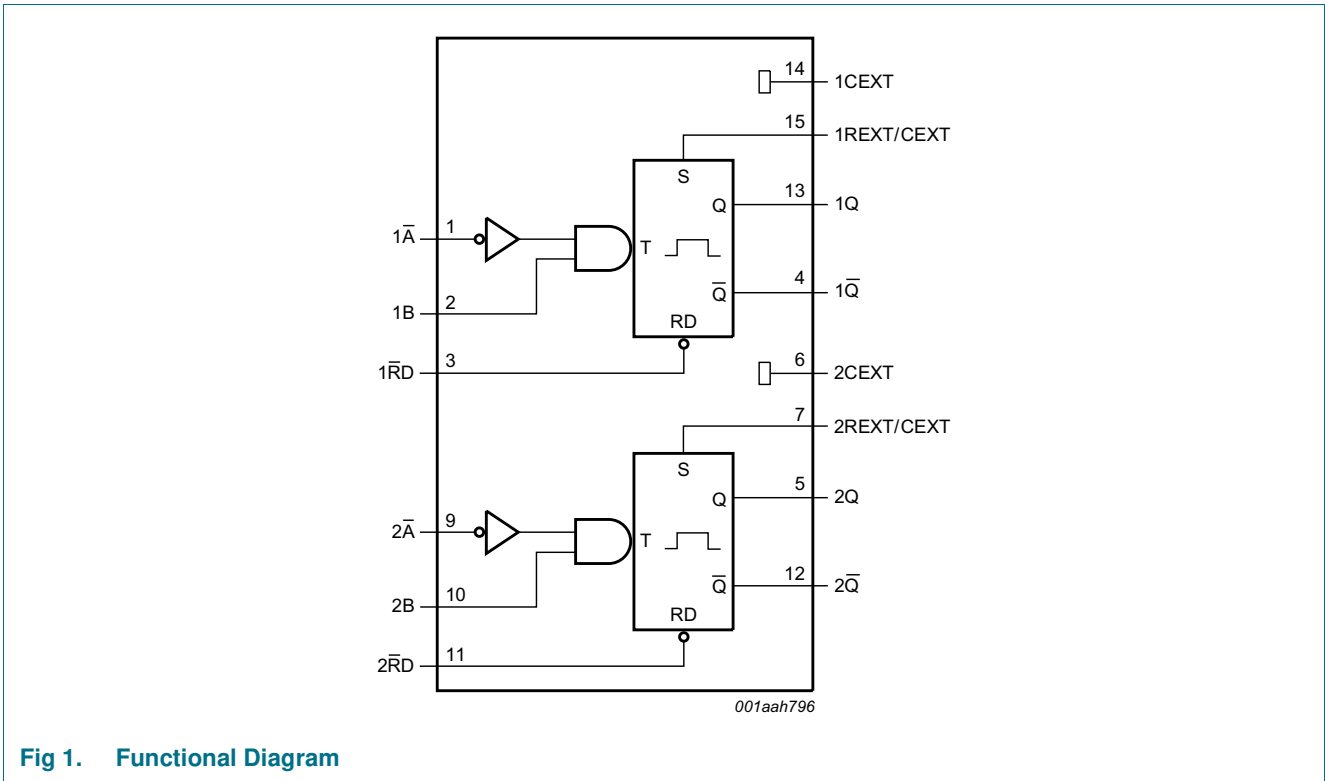 14 1CEXT
15 1REXT/CEXT
S
Q 13 1Q
1A̅ 1
T
Q̅ 4 1Q̅
1B 2
RD
1R̅D 3
6 2CEXT
7 2REXT/CEXT
S
Q 5 2Q
2A̅ 9
T
Q̅ 12 2Q̅
2B 10
RD
2R̅D 11
001aah796
Fig 1. Functional Diagram